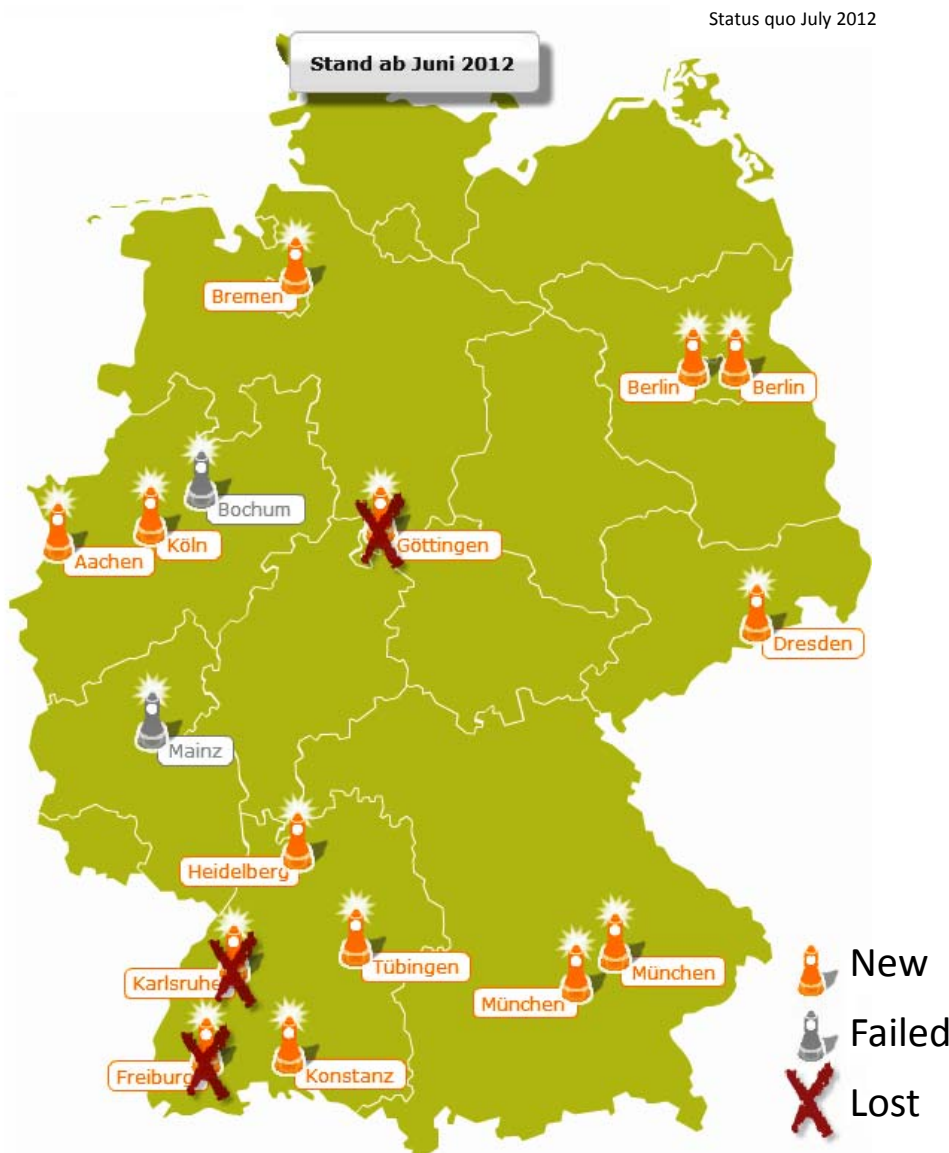 Status quo July 2012
Stand ab Juni 2012
Bremen
Berlin
Berlin
Bochum
Köln
Göttingen
Aachen
Dresden
Mainz
Heidelberg
Tübingen
Karlsruhe
München
München
Freiburg
Konstanz
New
Failed
Lost